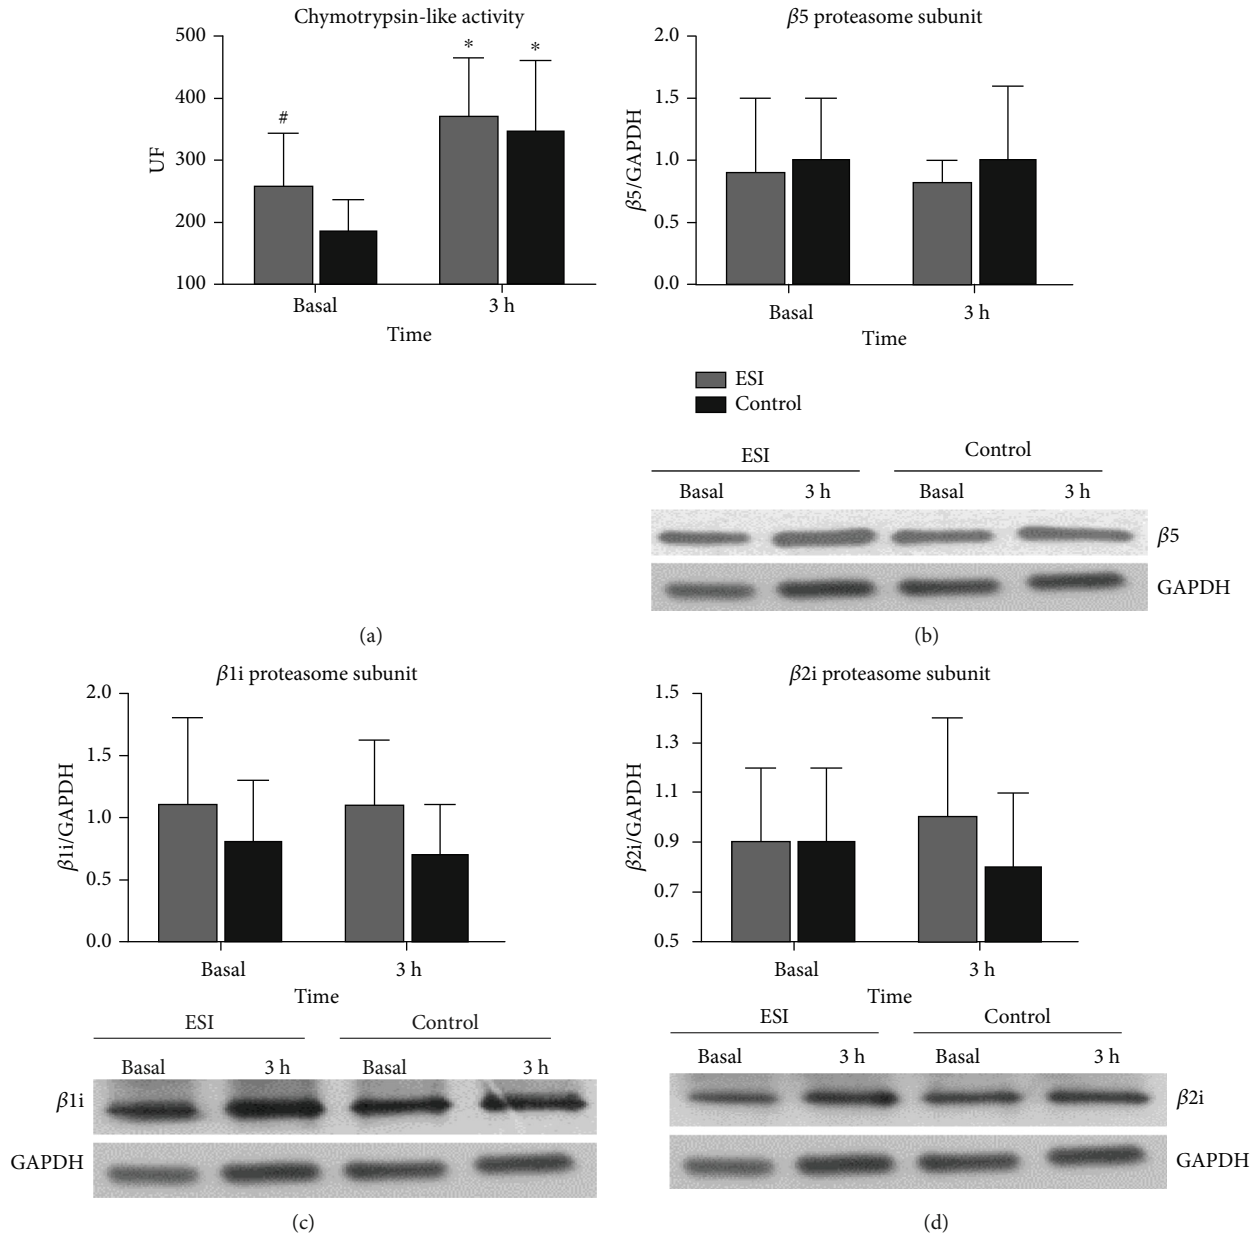 Chymotrypsin-like activity
500
400
300
200
100
UF
#
*
*
Basal
3 h
Time
β5 proteasome subunit
2.0
1.5
1.0
0.5
0.0
β5/GAPDH
Basal
3 h
Time
ESI
Control
ESI
Control
Basal
3 h
Basal
3 h
β5
GAPDH
(a)
(b)
β1i proteasome subunit
2.0
1.5
1.0
0.5
0.0
β1i/GAPDH
Basal
3 h
Time
ESI
Control
Basal
3 h
Basal
3 h
β1i
GAPDH
(c)
β2i proteasome subunit
1.5
1.3
1.1
0.9
0.7
0.5
β2i/GAPDH
Basal
3 h
Time
ESI
Control
Basal
3 h
Basal
3 h
β2i
GAPDH
(d)